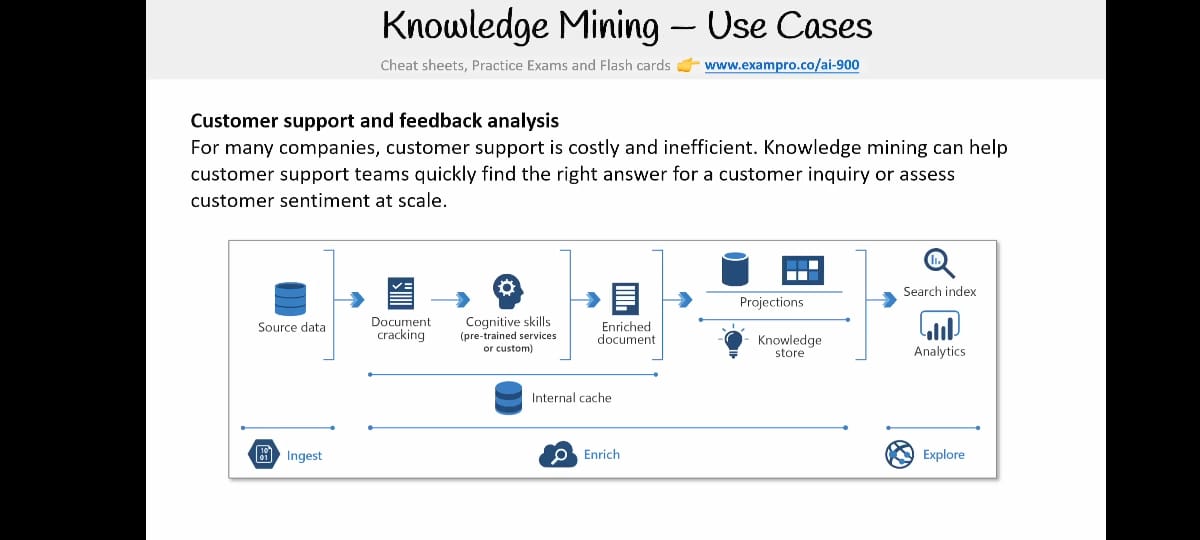 Knowledge Mining – Use Cases
Cheat sheets, Practice Exams and Flash cards 👉 www.exampro.co/ai-900
Customer support and feedback analysis
For many companies, customer support is costly and inefficient. Knowledge mining can help
customer support teams quickly find the right answer for a customer inquiry or assess
customer sentiment at scale.
Source data
Document
cracking
Cognitive skills
(pre-trained services
or custom)
Enriched
document
Projections
Knowledge
store
Search index
Analytics
Internal cache
10
01
Ingest
Enrich
Explore